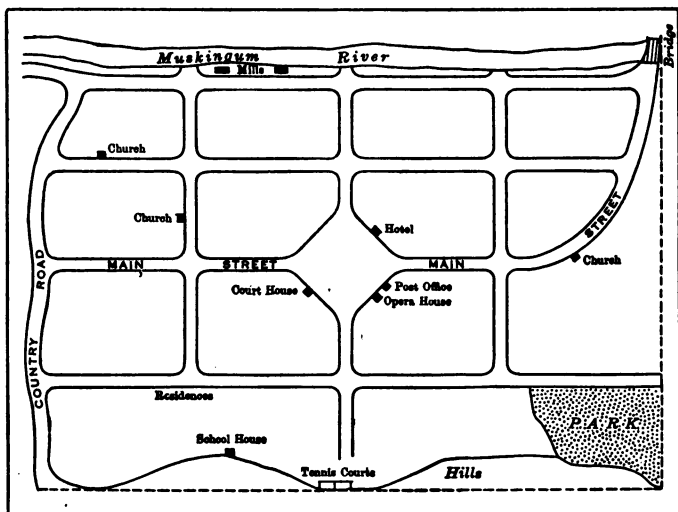 Muskingum River
Bridge
Mills
Church
Church
Hotel
STREET
ROAD
MAIN STREET MAIN
Church
Court House
Post Office
Opera House
COUNTRY
Residences
PARK
School House
Tennis Courts
Hills